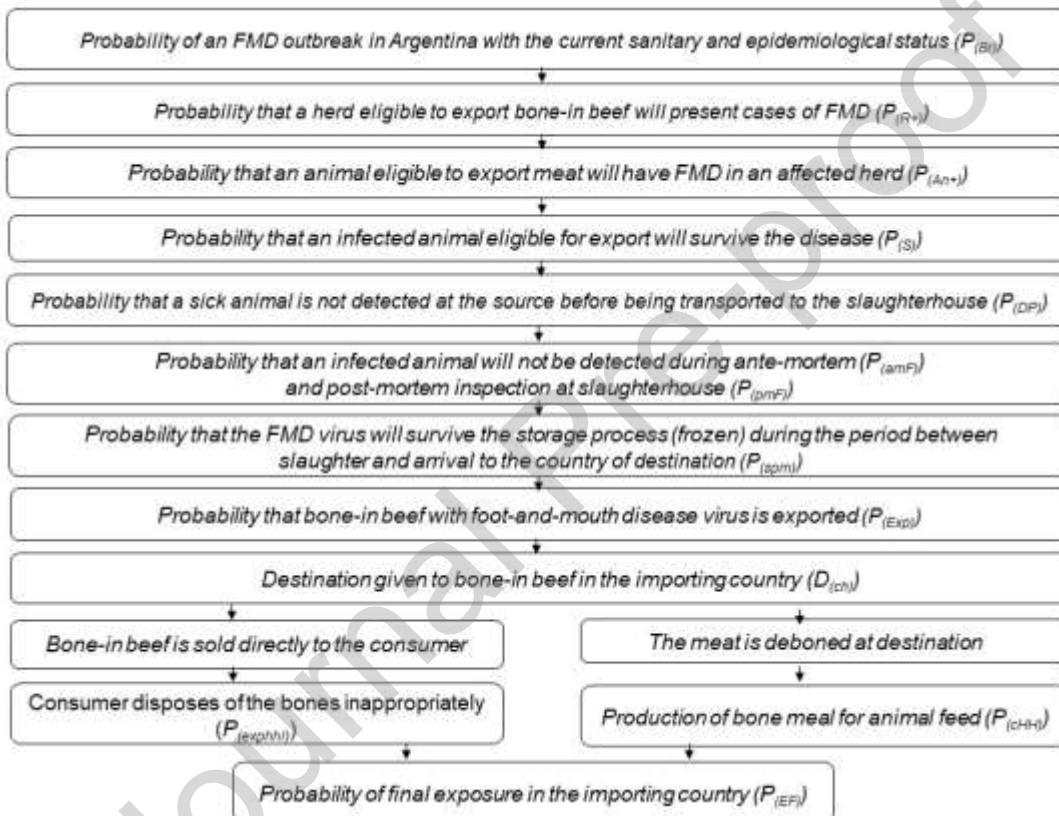 Probability of an FMD outbreak in Argentina with the current sanitary and epidemiological status (P(Br))
Probability that a herd eligible to export bone-in beef will present cases of FMD (P(R+))
Probability that an animal eligible to export meat will have FMD in an affected herd (P(An+))
Probability that an infected animal eligible for export will survive the disease (P(S))
Probability that a sick animal is not detected at the source before being transported to the slaughterhouse (P(DP))
Probability that an infected animal will not be detected during ante-mortem (P(amF))
and post-mortem inspection at slaughterhouse (P(pmF))
Probability that the FMD virus will survive the storage process (frozen) during the period between
slaughter and arrival to the country of destination (P(spm))
Probability that bone-in beef with foot-and-mouth disease virus is exported (P(Exp))
Destination given to bone-in beef in the importing country (D(ch))
Bone-in beef is sold directly to the consumer
The meat is deboned at destination
Consumer disposes of the bones inappropriately
(P(exphhl))
Production of bone meal for animal feed (P(cHH))
Probability of final exposure in the importing country (P(EF))
Journal Pre-proof